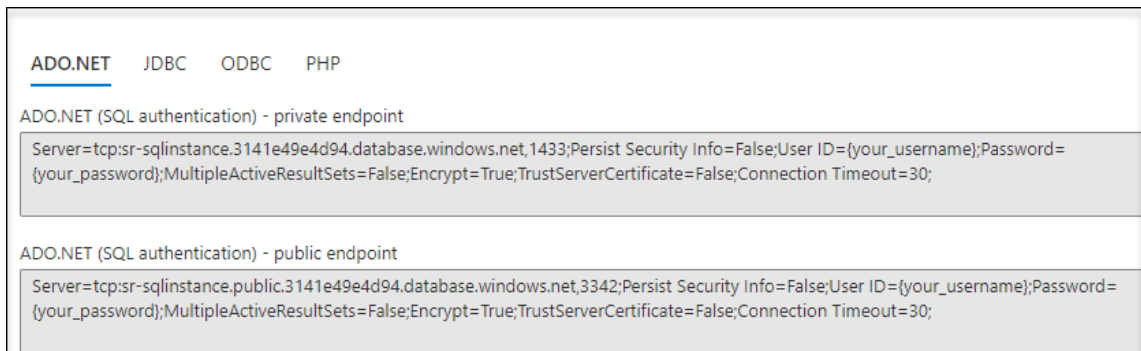 ADO.NET JDBC ODBC PHP
ADO.NET (SQL authentication) - private endpoint
Server=tcp:sr-sqlinstance.3141e49e4d94.database.windows.net,1433;Persist Security Info=False;User ID={your_username};Password=
{your_password};MultipleActiveResultSets=False;Encrypt=True;TrustServerCertificate=False;Connection Timeout=30;
ADO.NET (SQL authentication) - public endpoint
Server=tcp:sr-sqlinstance.public.3141e49e4d94.database.windows.net,3342;Persist Security Info=False;User ID={your_username};Password=
{your_password};MultipleActiveResultSets=False;Encrypt=True;TrustServerCertificate=False;Connection Timeout=30;